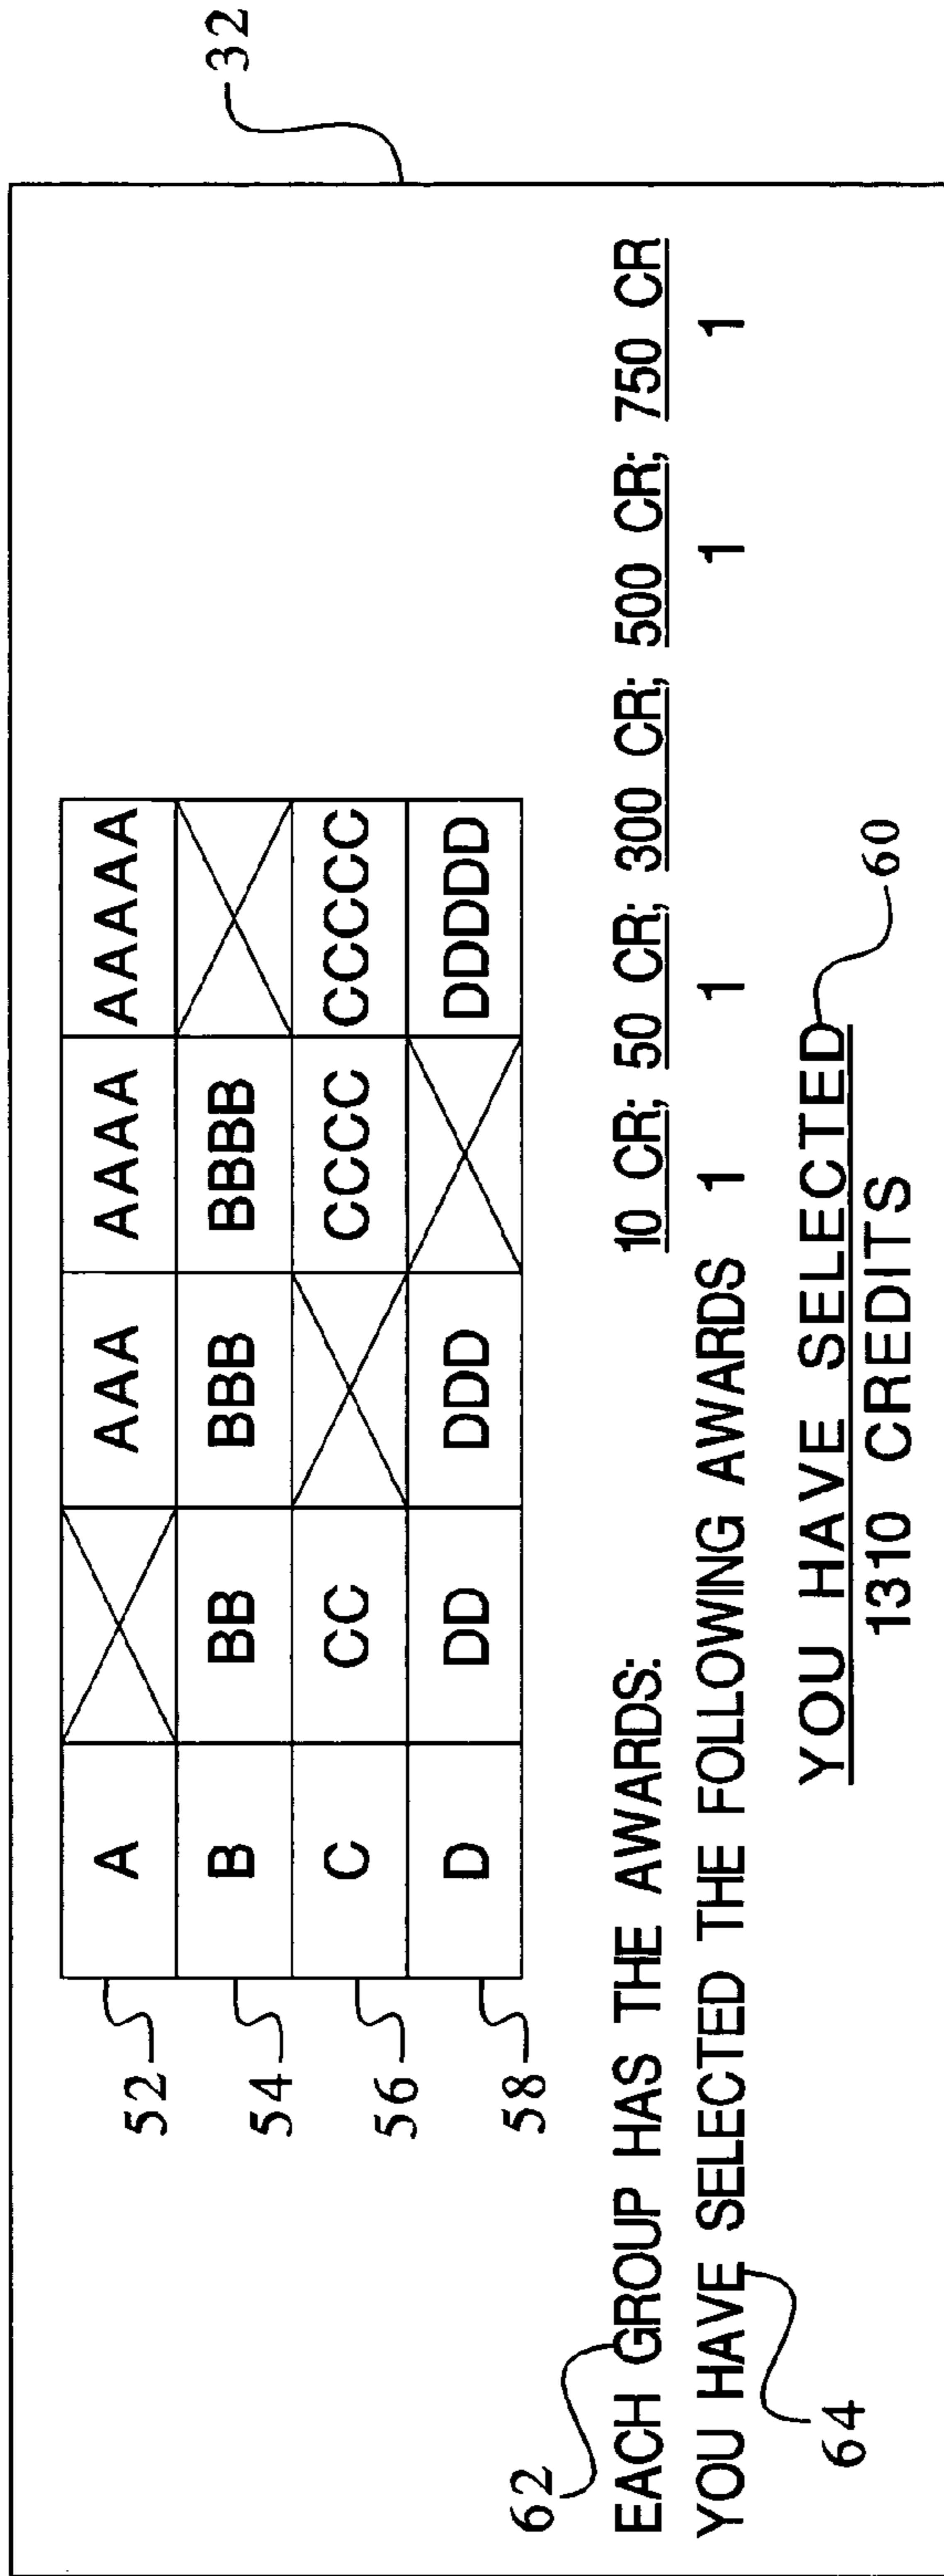 32
52 A AAA AAAA AAAAA
54 B BB BBB BBBB
56 C CC CCCC CCCCC
58 D DD DDD DDDDD
62
EACH GROUP HAS THE AWARDS: 10 CR; 50 CR; 300 CR; 500 CR; 750 CR
YOU HAVE SELECTED THE FOLLOWING AWARDS 1 1 1 1
64
YOU HAVE SELECTED 60
1310 CREDITS